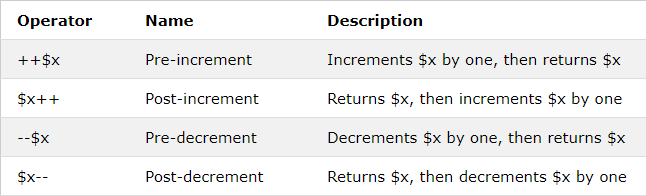 Operator Name Description
++$x Pre-increment Increments $x by one, then returns $x
$x++ Post-increment Returns $x, then increments $x by one
--$x Pre-decrement Decrements $x by one, then returns $x
$x-- Post-decrement Returns $x, then decrements $x by one